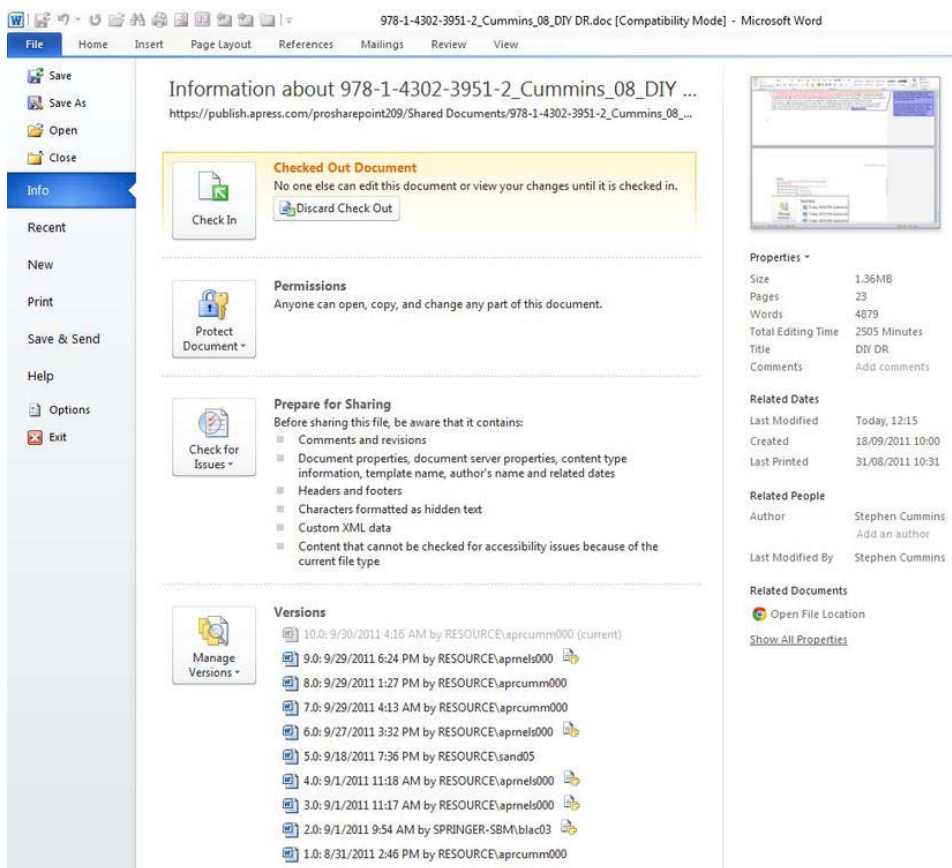 978-1-4302-3951-2_Cummins_08_DIY DR.doc [Compatibility Mode] - Microsoft Word
File Home Insert Page Layout References Mailings Review View
Save
Save As
Open
Close
Info
Recent
New
Print
Save & Send
Help
Options
Exit
Information about 978-1-4302-3951-2_Cummins_08_DIY ...
https://publish.apress.com/prosharepoint209/Shared Documents/978-1-4302-3951-2_Cummins_08_...
Check In
Checked Out Document
No one else can edit this document or view your changes until it is checked in.
Discard Check Out
Protect
Document
Permissions
Anyone can open, copy, and change any part of this document.
Check for
Issues
Prepare for Sharing
Before sharing this file, be aware that it contains:
Comments and revisions
Document properties, document server properties, content type
information, template name, author's name and related dates
Headers and footers
Characters formatted as hidden text
Custom XML data
Content that cannot be checked for accessibility issues because of the
current file type
Manage
Versions
Versions
10.0: 9/30/2011 4:16 AM by RESOURCE\aprcumm000 (current)
9.0: 9/29/2011 6:24 PM by RESOURCE\aprnels000
8.0: 9/29/2011 1:27 PM by RESOURCE\aprcumm000
7.0: 9/29/2011 4:13 AM by RESOURCE\aprcumm000
6.0: 9/27/2011 3:32 PM by RESOURCE\aprnels000
5.0: 9/18/2011 7:36 PM by RESOURCE\sand05
4.0: 9/1/2011 11:18 AM by RESOURCE\aprnels000
3.0: 9/1/2011 11:17 AM by RESOURCE\aprnels000
2.0: 9/1/2011 9:54 AM by SPRINGER-SBM\blac03
1.0: 8/31/2011 2:46 PM by RESOURCE\aprcumm000
Properties
Size 1.36MB
Pages 23
Words 4879
Total Editing Time 2505 Minutes
Title DIY DR
Comments Add comments
Related Dates
Last Modified Today, 12:15
Created 18/09/2011 10:00
Last Printed 31/08/2011 10:31
Related People
Author Stephen Cummins
Add an author
Last Modified By Stephen Cummins
Related Documents
Open File Location
Show All Properties